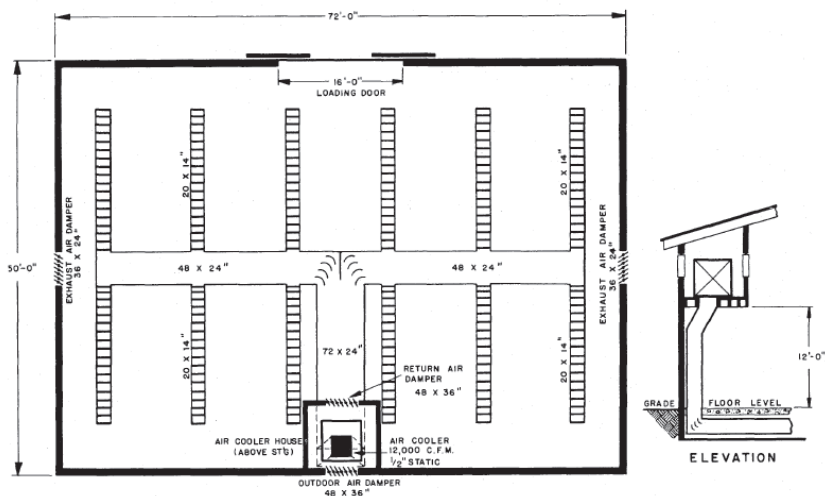 72'-0"
16'-0"
LOADING DOOR
20 X 14"
20 X 14"
EXHAUST AIR DAMPER
36 X 24"
EXHAUST AIR DAMPER
36 X 24"
50'-0"
48 X 24"
48 X 24"
12'-0"
20 X 14"
72 X 24"
20 X 14"
RETURN AIR
DAMPER
48 X 36"
GRADE
FLOOR LEVEL
AIR COOLER HOUSE
(ABOVE ST'G)
AIR COOLER
12,000 C.F.M.
1/2" STATIC
ELEVATION
OUTDOOR AIR DAMPER
48 X 36"